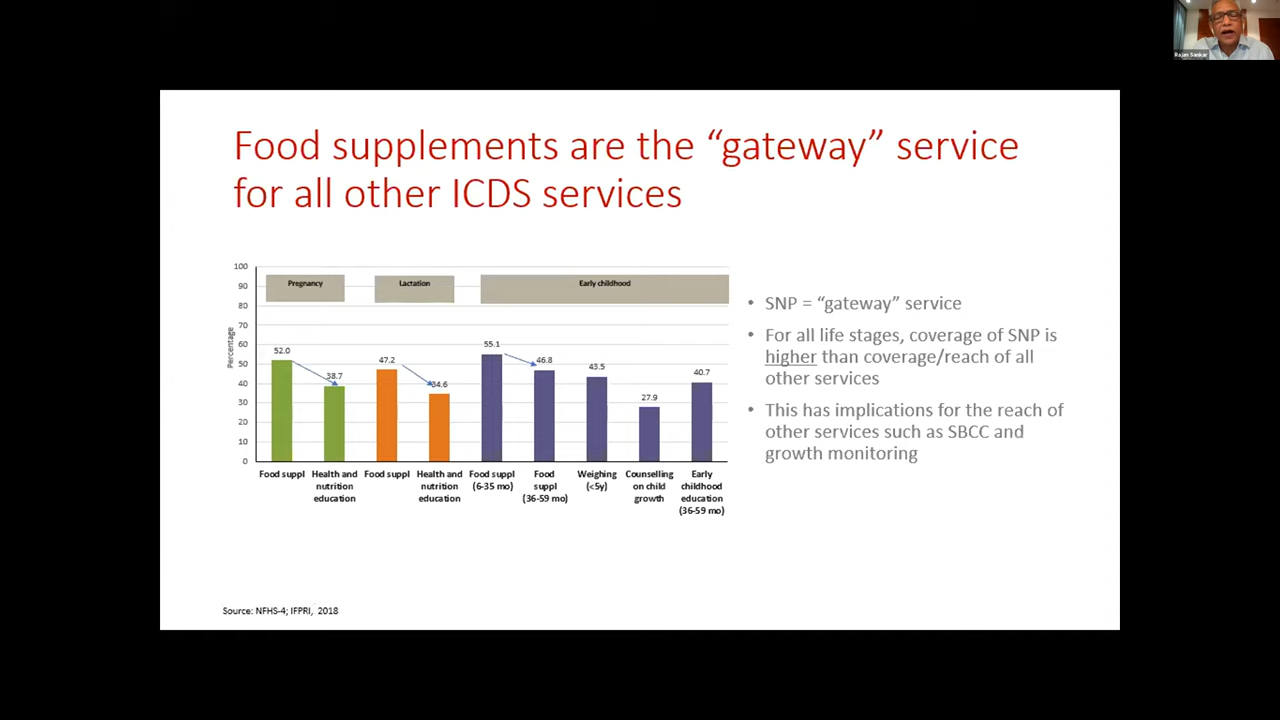 Rajan Sankar
Food supplements are the “gateway” service
for all other ICDS services
100
90
80
70
60
50
40
30
20
10
0
Percentage
Pregnancy
Lactation
Early childhood
52.0
38.7
47.2
34.6
55.1
46.8
43.5
27.9
40.7
Food suppl
Health and
nutrition
education
Food suppl
Health and
nutrition
education
Food suppl
(6-35 mo)
Food
suppl
(36-59 mo)
Weighing
(<5y)
Counselling
on child
growth
Early
childhood
education
(36-59 mo)
• SNP = “gateway” service
• For all life stages, coverage of SNP is
higher than coverage/reach of all
other services
• This has implications for the reach of
other services such as SBCC and
growth monitoring
Source: NFHS-4; IFPRI, 2018